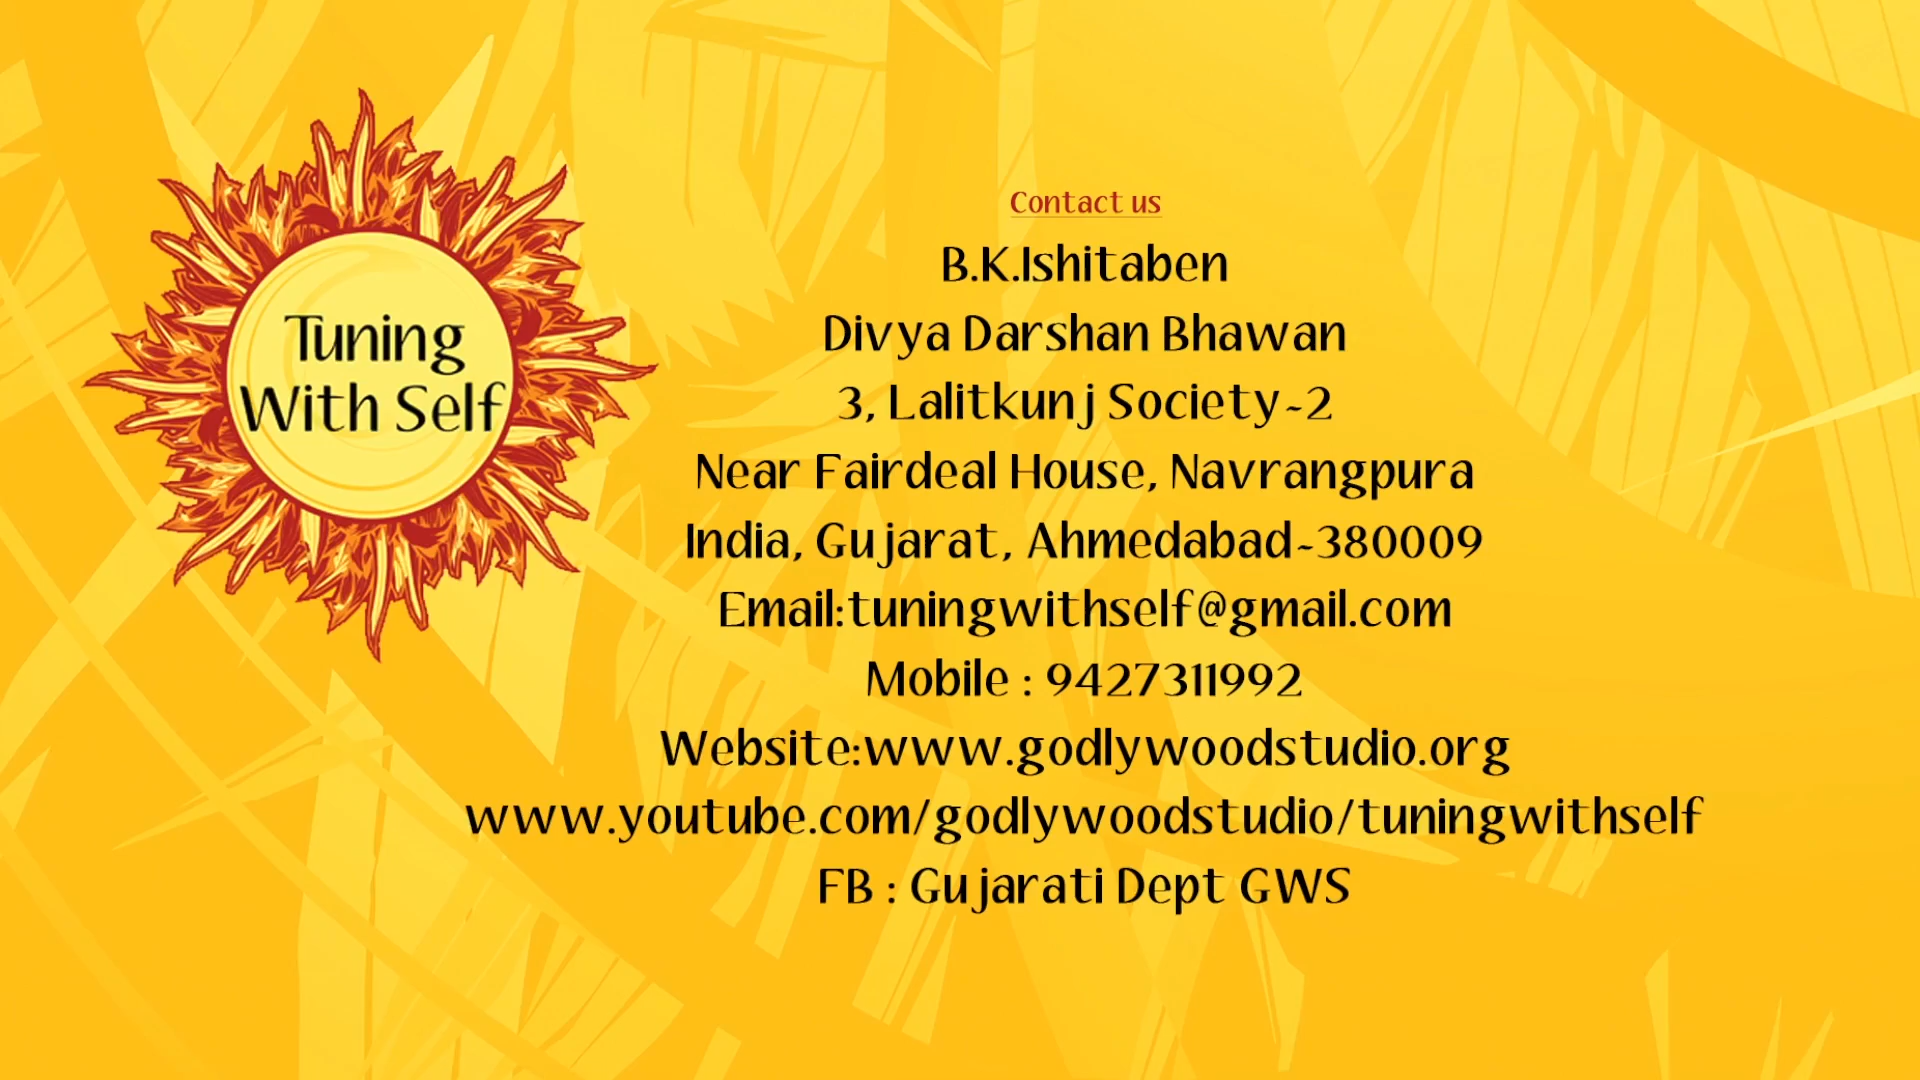 Tuning
With Self
Contact us
B.K.Ishitaben
Divya Darshan Bhawan
3, Lalitkunj Society-2
Near Fairdeal House, Navrangpura
India, Gujarat, Ahmedabad-380009
Email:tuningwithself@gmail.com
Mobile : 9427311992
Website:www.godlywoodstudio.org
www.youtube.com/godlywoodstudio/tuningwithself
FB : Gujarati Dept GWS